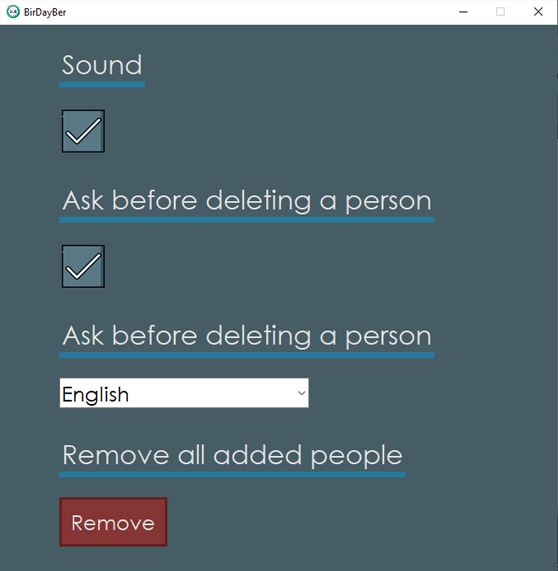 BirDayBer
Sound
Ask before deleting a person
Ask before deleting a person
English
Remove all added people
Remove